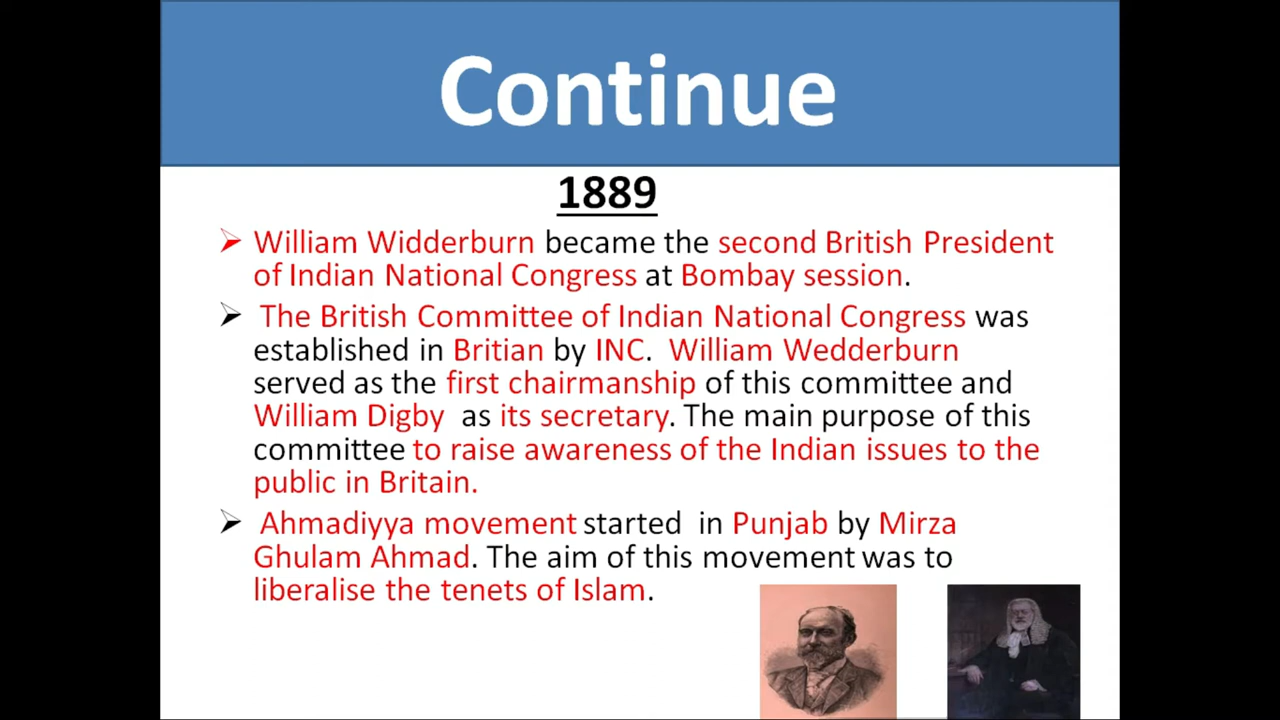 Continue
1889
William Widderburn became the second British President
of Indian National Congress at Bombay session.
The British Committee of Indian National Congress was
established in Britian by INC. William Wedderburn
served as the first chairmanship of this committee and
William Digby as its secretary. The main purpose of this
committee to raise awareness of the Indian issues to the
public in Britain.
Ahmadiyya movement started in Punjab by Mirza
Ghulam Ahmad. The aim of this movement was to
liberalise the tenets of Islam.